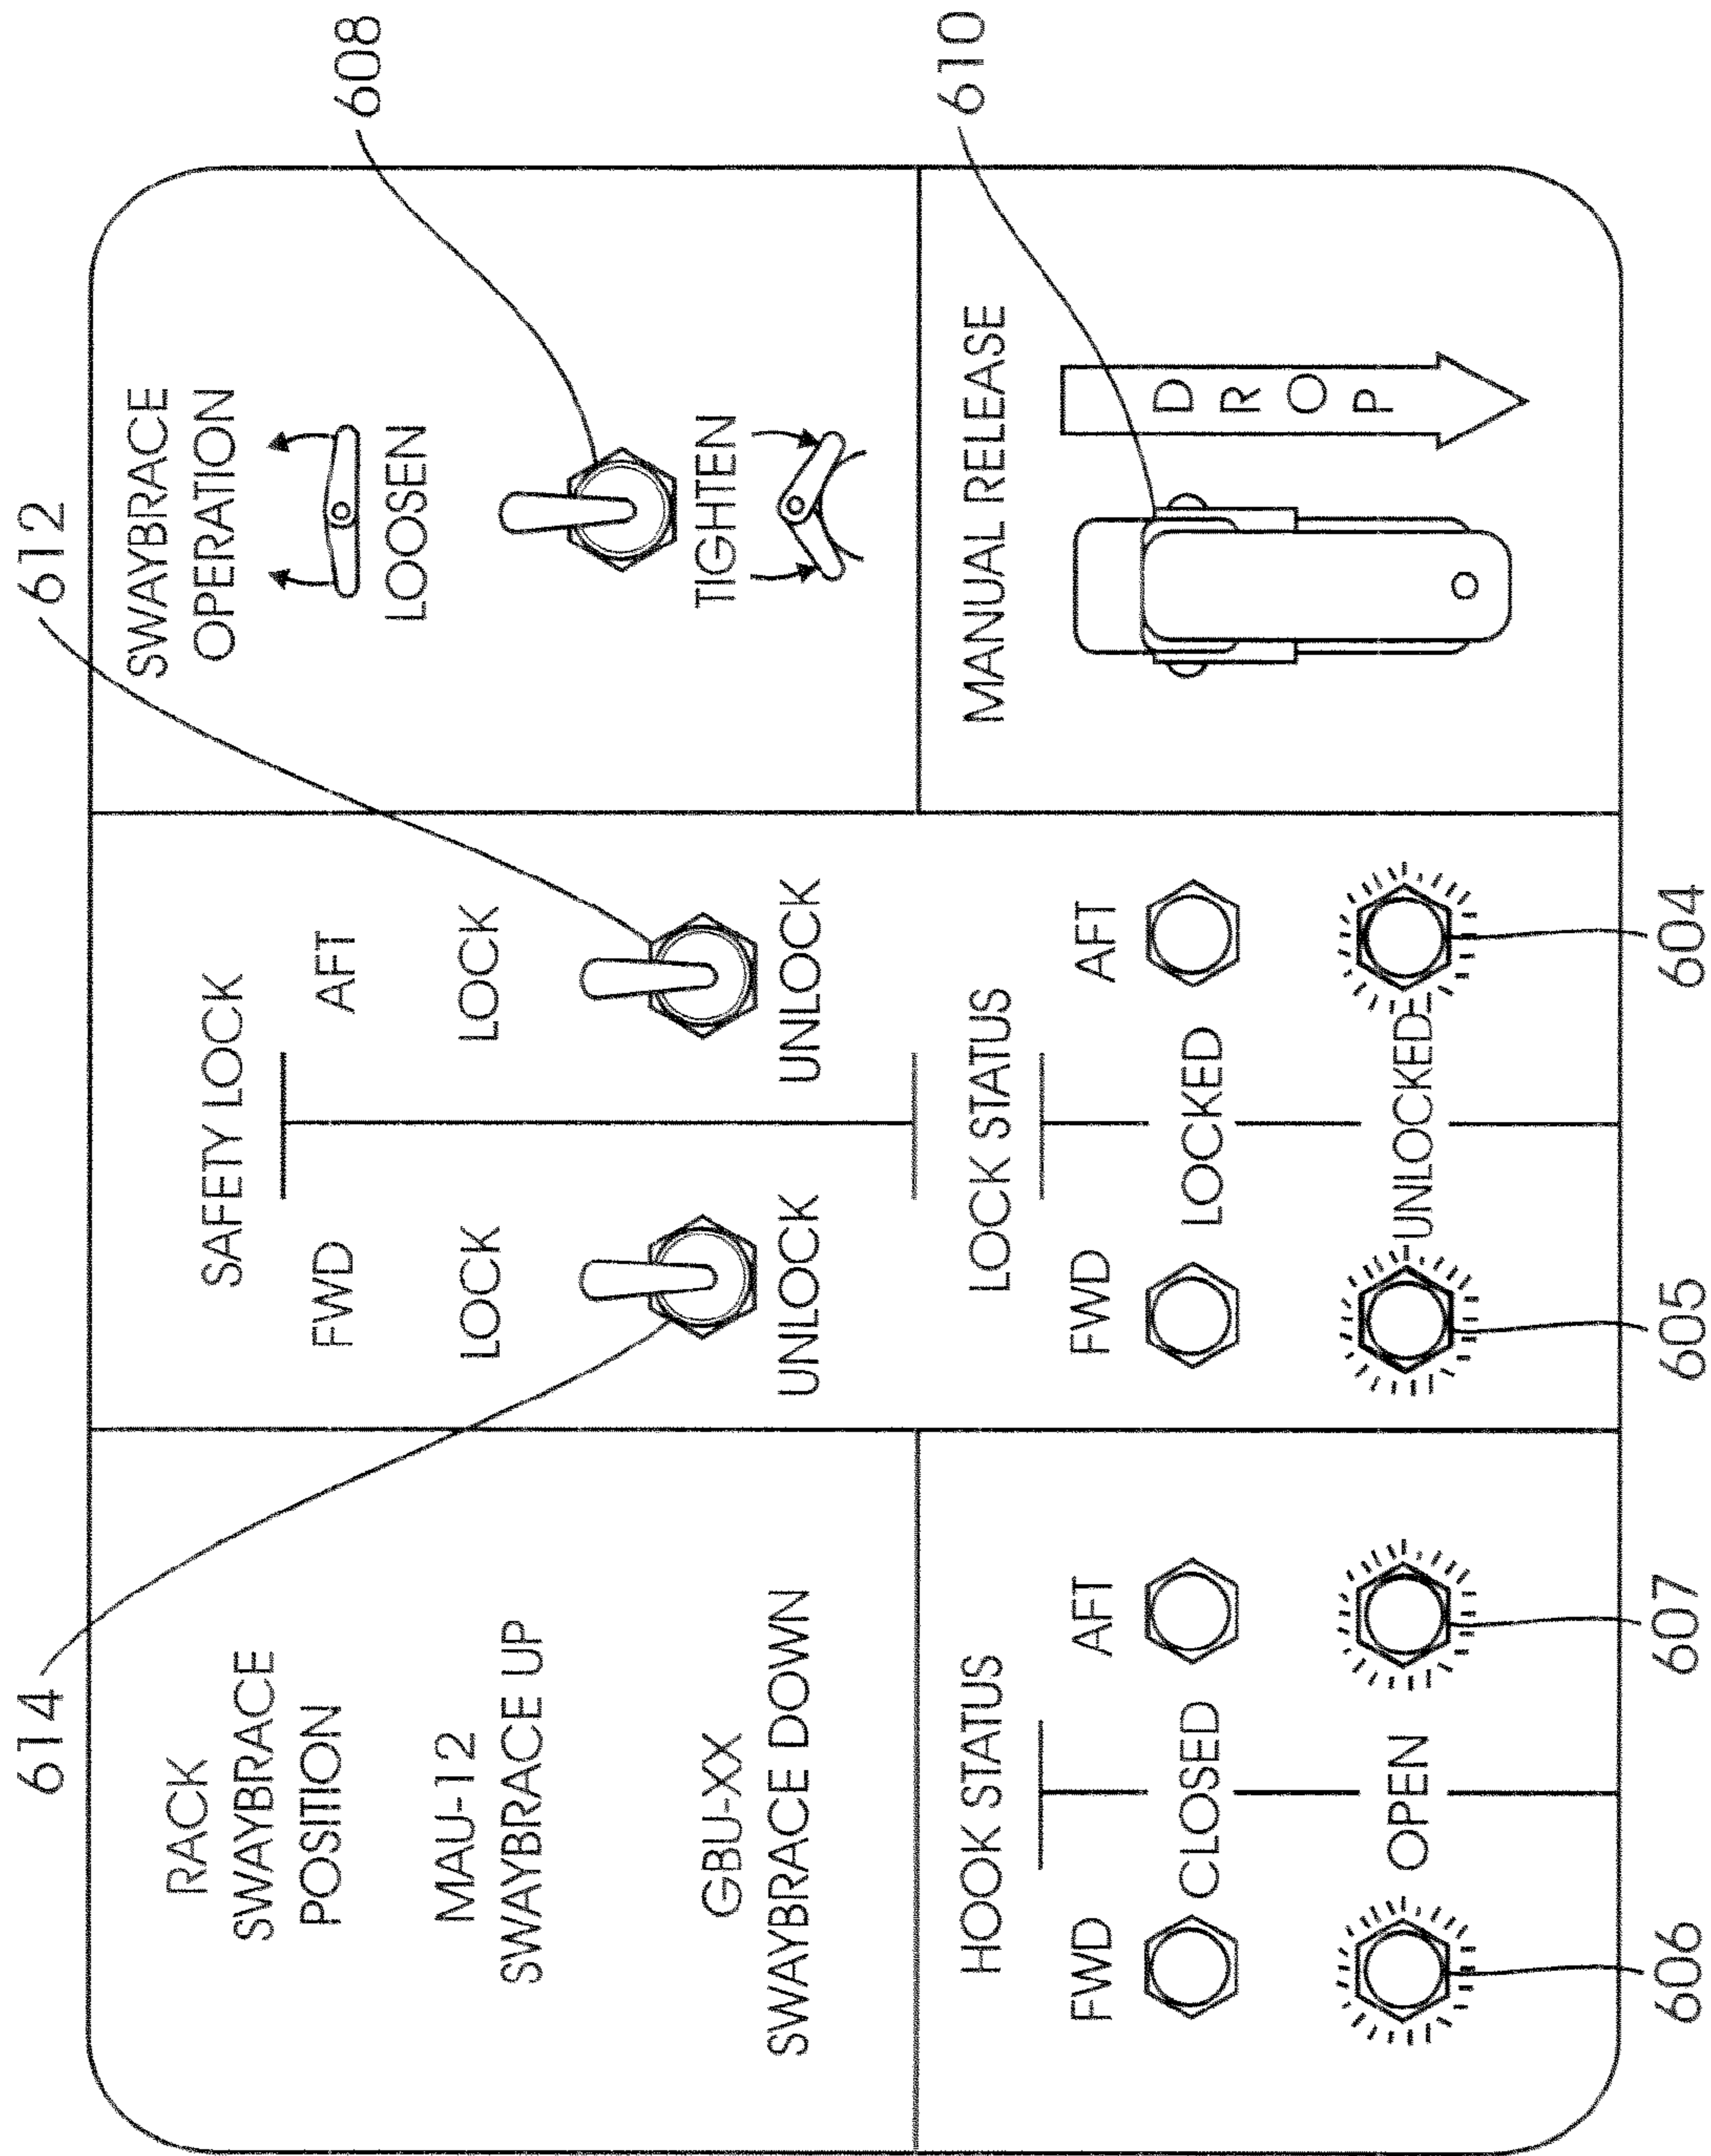 614
612
RACK
SWAYBRACE
POSITION
MAU-12
SWAYBRACE UP
GBU-XX
SWAYBRACE DOWN
HOOK STATUS
FWD
AFT
CLOSED
OPEN
606
607
SAFETY LOCK
FWD
AFT
LOCK
LOCK
UNLOCK
UNLOCK
LOCK STATUS
FWD
AFT
LOCKED
UNLOCKED
605
604
SWAYBRACE
OPERATION
LOOSEN
TIGHTEN
608
MANUAL RELEASE
DROP
610